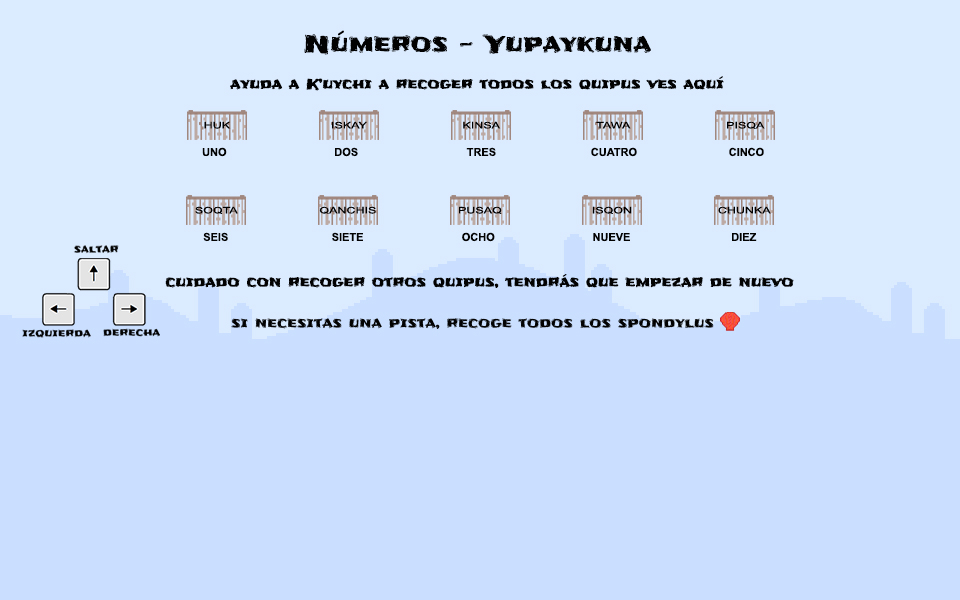 Números - Yupaykuna
AYUDA A K'UYCHI A RECOGER TODOS LOS QUIPUS VES AQUÍ
HUK ISKAY KINSA TAWA PISQA
UNO DOS TRES CUATRO CINCO
SOQTA QANCHIS PUSAQ ISQON CHUNKA
SEIS SIETE OCHO NUEVE DIEZ
SALTAR
CUIDADO CON RECOGER OTROS QUIPUS, TENDRÁS QUE EMPEZAR DE NUEVO
SI NECESITAS UNA PISTA, RECOGE TODOS LOS SPONDYLUS
IZQUIERDA DERECHA